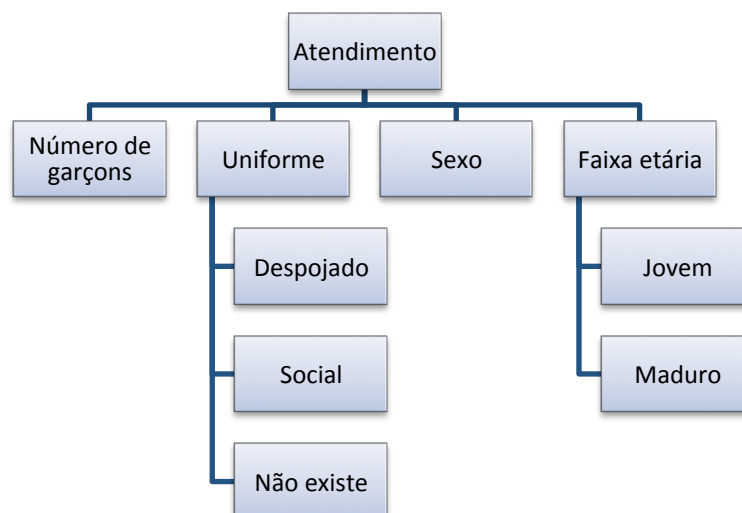 Atendimento
Número de
garçons
Uniforme
Sexo
Faixa etária
Despojado
Jovem
Social
Maduro
Não existe